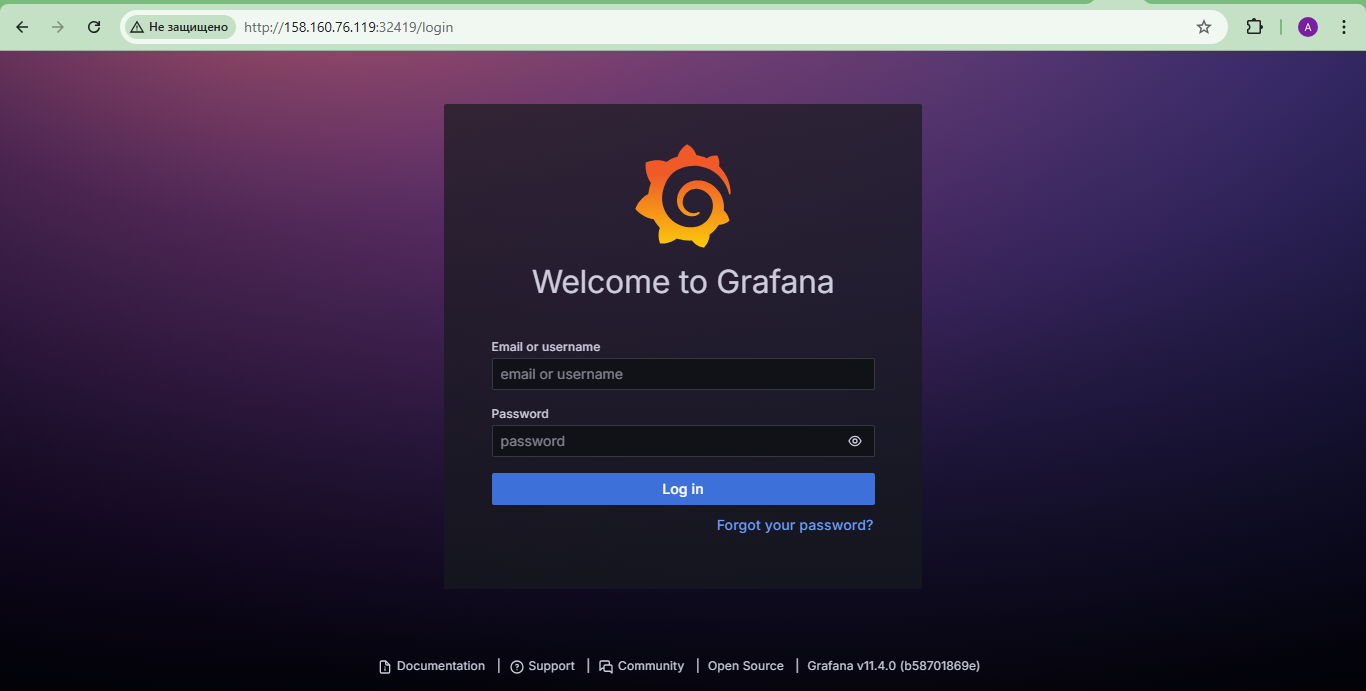 Не защищено http://158.160.76.119:32419/login A
Welcome to Grafana
Email or username
email or username
Password
password
Log in
Forgot your password?
Documentation | Support | Community | Open Source | Grafana v11.4.0 (b58701869e)